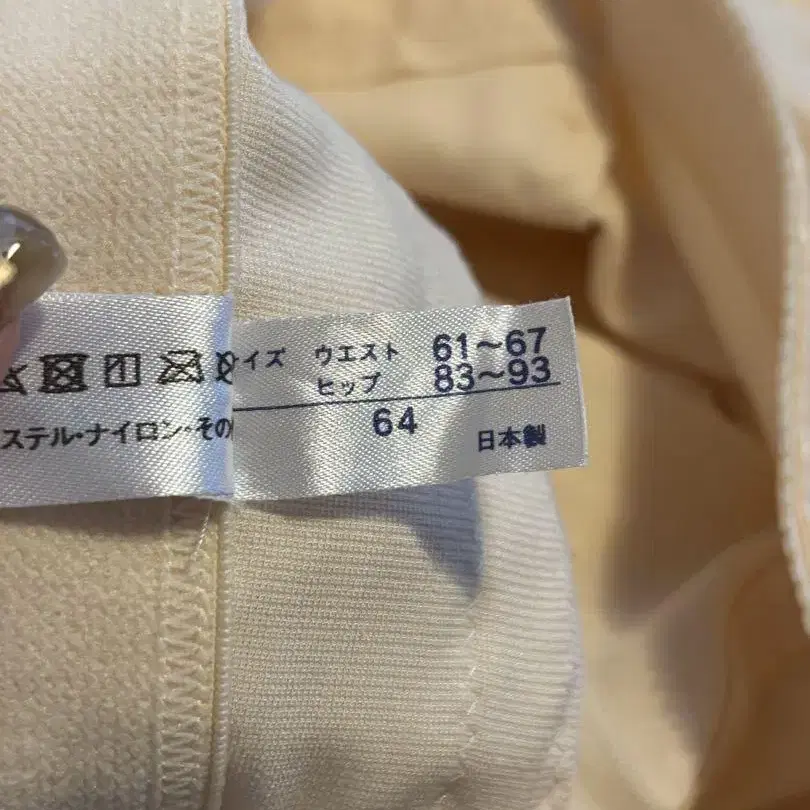 イズ ウエスト 61～67
ヒップ 83～93
64
日本製
ステル・ナイロン・その